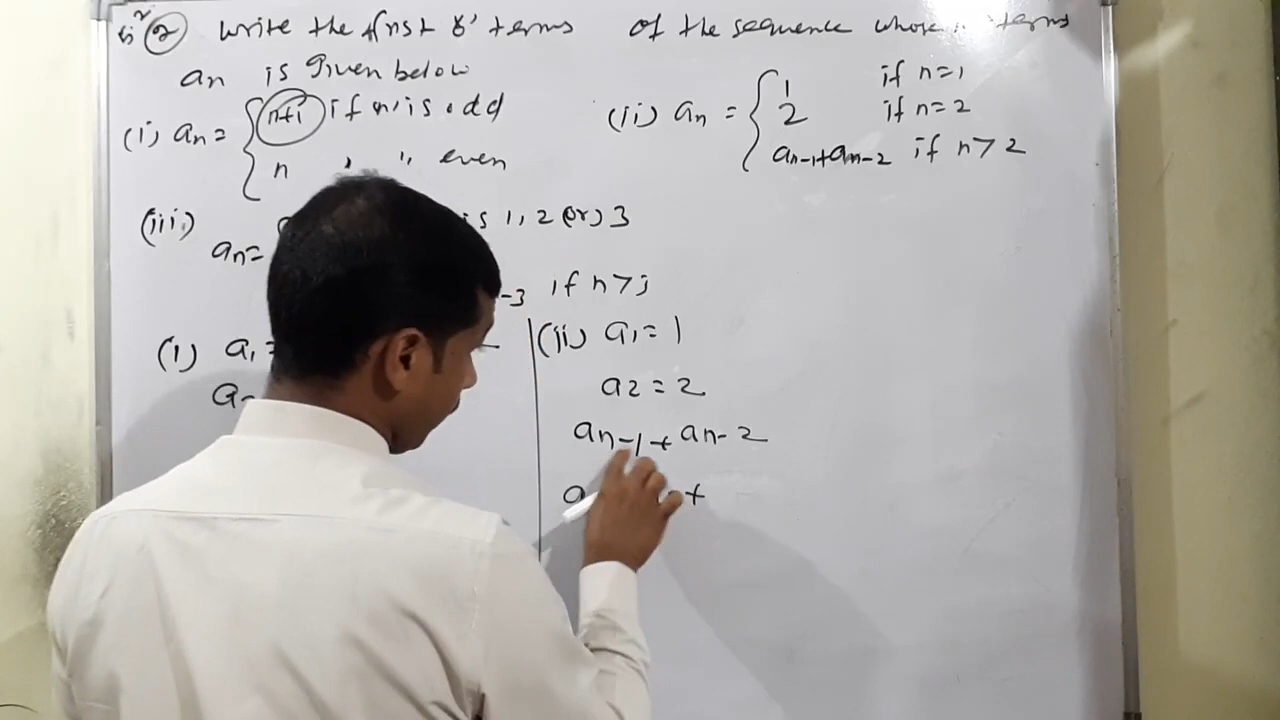 ② Write the first 8' terms of the sequence whose terms
an is given below
(i) an = { n+1 if n is odd
n " " even
(ii) an = { 1 if n=1
2 if n=2
an-1+an-2 if n>2
(iii) is 1, 2 (or) 3
an=
-3 if n>3
(i) a1 =
a2
(ii) a1 = 1
a2 = 2
an-1 + an-2
a +